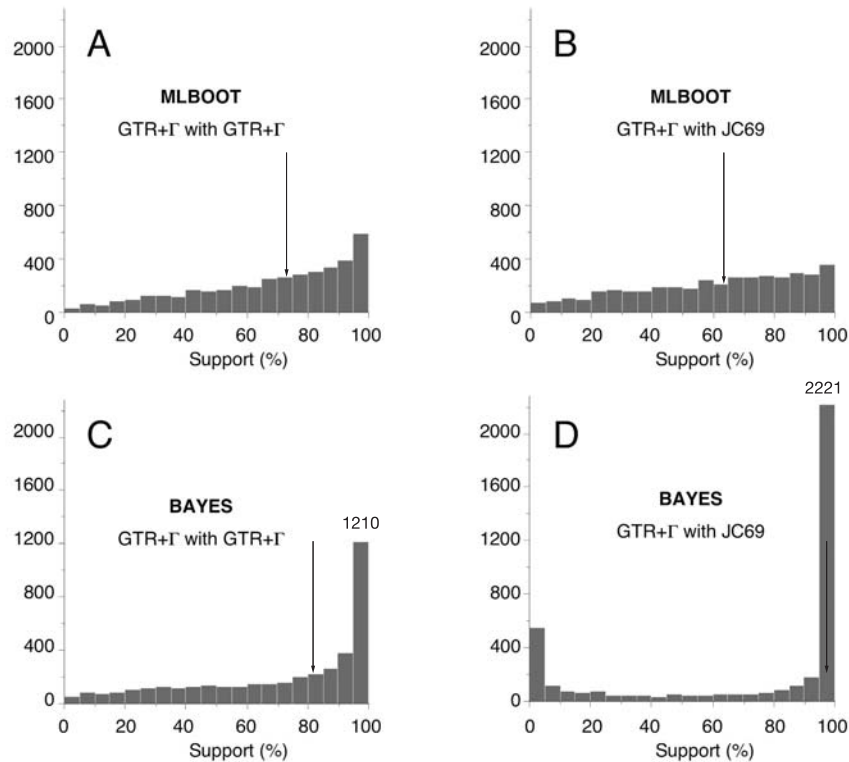 A
MLBOOT
GTR+Γ with GTR+Γ
2000
1600
1200
800
400
0
0 20 40 60 80 100
Support (%)
B
MLBOOT
GTR+Γ with JC69
2000
1600
1200
800
400
0
0 20 40 60 80 100
Support (%)
C
BAYES
GTR+Γ with GTR+Γ
1210
2000
1600
1200
800
400
0
0 20 40 60 80 100
Support (%)
D
BAYES
GTR+Γ with JC69
2221
2000
1600
1200
800
400
0
0 20 40 60 80 100
Support (%)